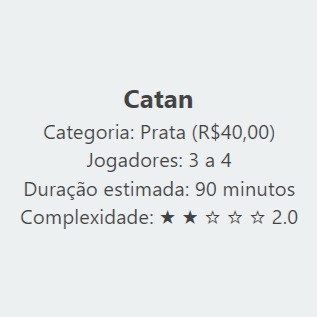 Catan
Categoria: Prata (R$40,00)
Jogadores: 3 a 4
Duração estimada: 90 minutos
Complexidade: ★ ★ ☆ ☆ ☆ 2.0